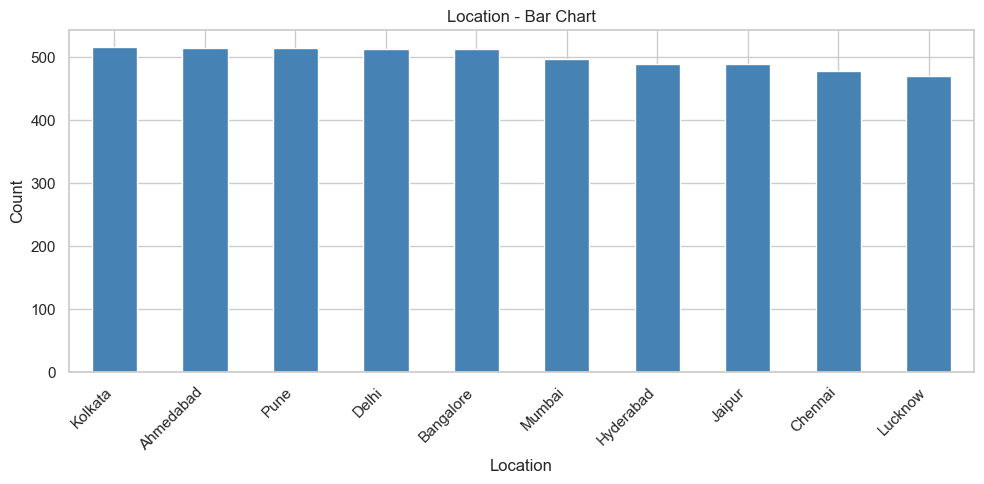 Location - Bar Chart
Count
500
400
300
200
100
0
Kolkata
Ahmedabad
Pune
Delhi
Bangalore
Mumbai
Hyderabad
Jaipur
Chennai
Lucknow
Location